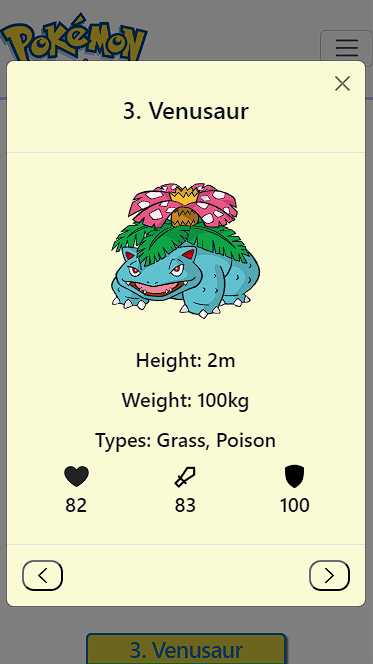 POKÉMON
3. Venusaur
Height: 2m
Weight: 100kg
Types: Grass, Poison
82 83 100
3. Venusaur